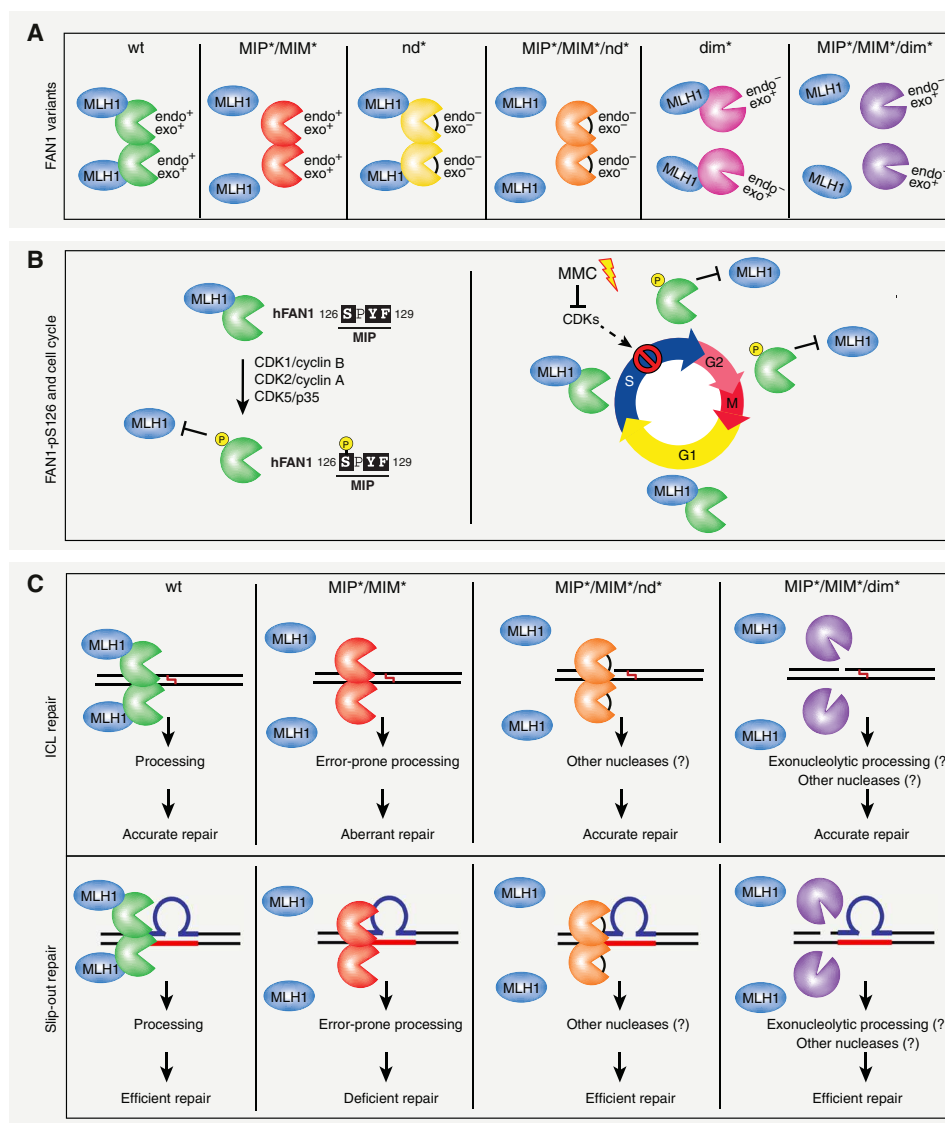 A
FAN1 variants
wt
MIP*/MIM*
nd*
MIP*/MIM*/nd*
dim*
MIP*/MIM*/dim*
MLH1
endo⁺
exo⁺
MLH1
endo⁺
exo⁺
MLH1
endo⁺
exo⁺
MLH1
endo⁺
exo⁺
MLH1
endo⁻
exo⁻
MLH1
endo⁻
exo⁻
MLH1
endo⁻
exo⁻
MLH1
endo⁻
exo⁻
MLH1
endo⁻
exo⁺
MLH1
endo⁻
exo⁺
MLH1
endo⁻
exo⁺
MLH1
endo⁻
exo⁺
B
FAN1-pS126 and cell cycle
MLH1
hFAN1 126 SPYF 129
MIP
CDK1/cyclin B
CDK2/cyclin A
CDK5/p35
MLH1
P
P
hFAN1 126 SPYF 129
MIP
MMC
CDKs
P
MLH1
P
MLH1
MLH1
S
G2
M
G1
MLH1
C
ICL repair
wt
MIP*/MIM*
MIP*/MIM*/nd*
MIP*/MIM*/dim*
MLH1
MLH1
MLH1
MLH1
MLH1
MLH1
MLH1
MLH1
Processing
Error-prone processing
Other nucleases (?)
Exonucleolytic processing (?
Other nucleases (?)
Accurate repair
Aberrant repair
Accurate repair
Accurate repair
Slip-out repair
MLH1
MLH1
MLH1
MLH1
MLH1
MLH1
MLH1
MLH1
Processing
Error-prone processing
Other nucleases (?)
Exonucleolytic processing (?
Other nucleases (?)
Efficient repair
Deficient repair
Efficient repair
Efficient repair